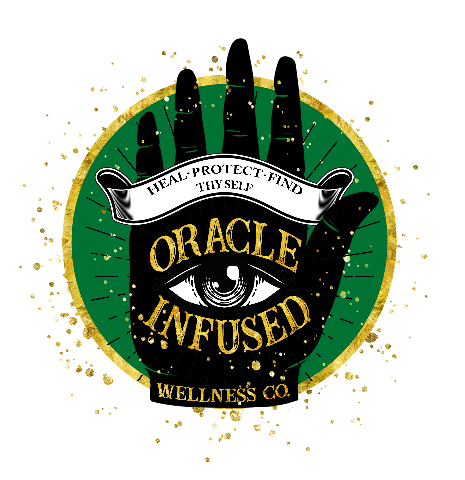 HEAL·PROTECT·FIND
THY SELF
ORACLE
INFUSED
WELLNESS CO.